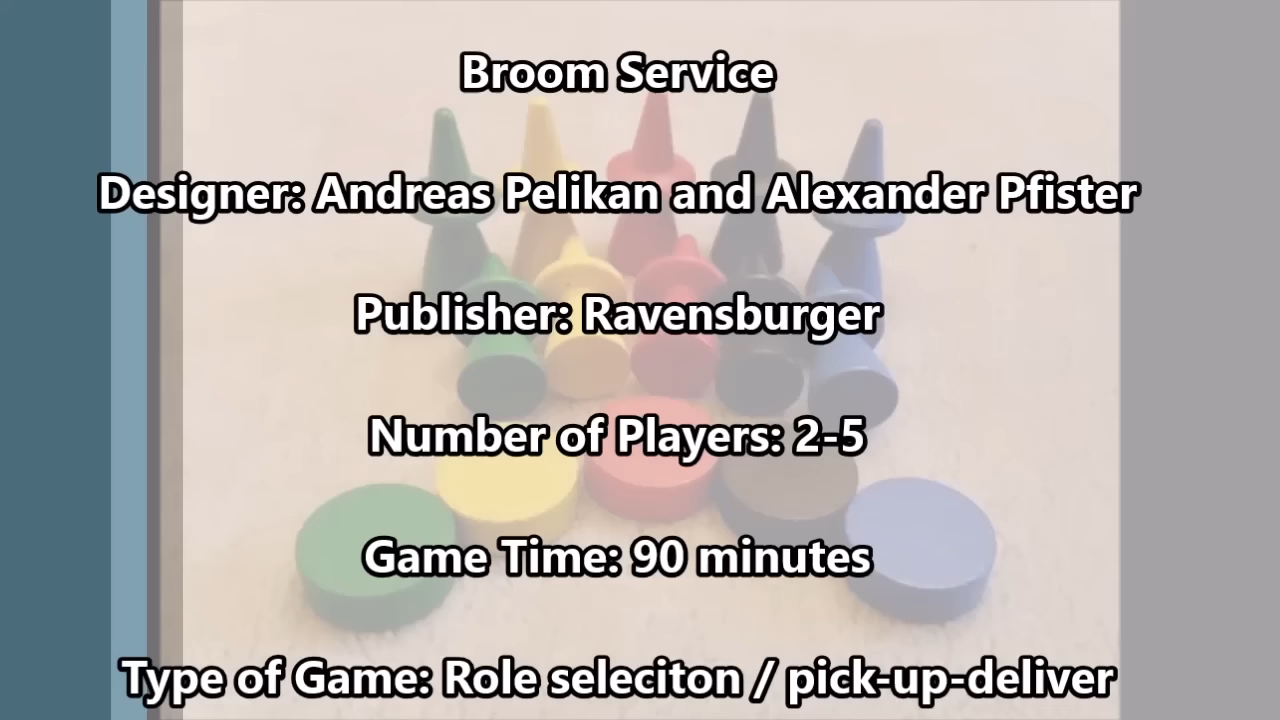 Broom Service
Designer: Andreas Pelikan and Alexander Pfister
Publisher: Ravensburger
Number of Players: 2-5
Game Time: 90 minutes
Type of Game: Role seleciton / pick-up-deliver